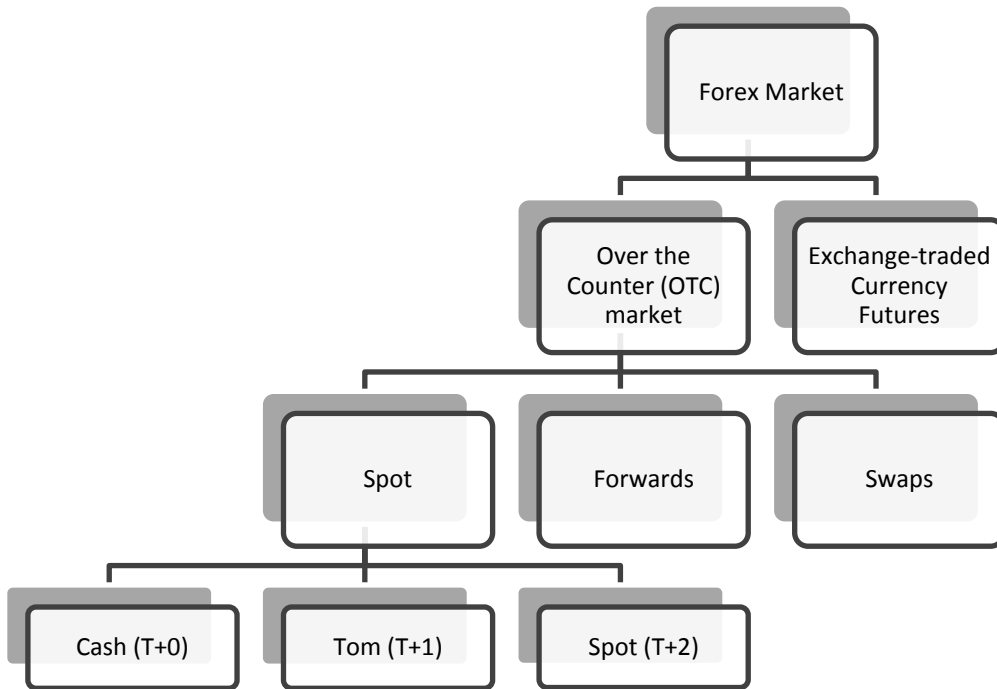 Forex Market
Over the
Counter (OTC)
market
Exchange-traded
Currency
Futures
Spot
Forwards
Swaps
Cash (T+0)
Tom (T+1)
Spot (T+2)